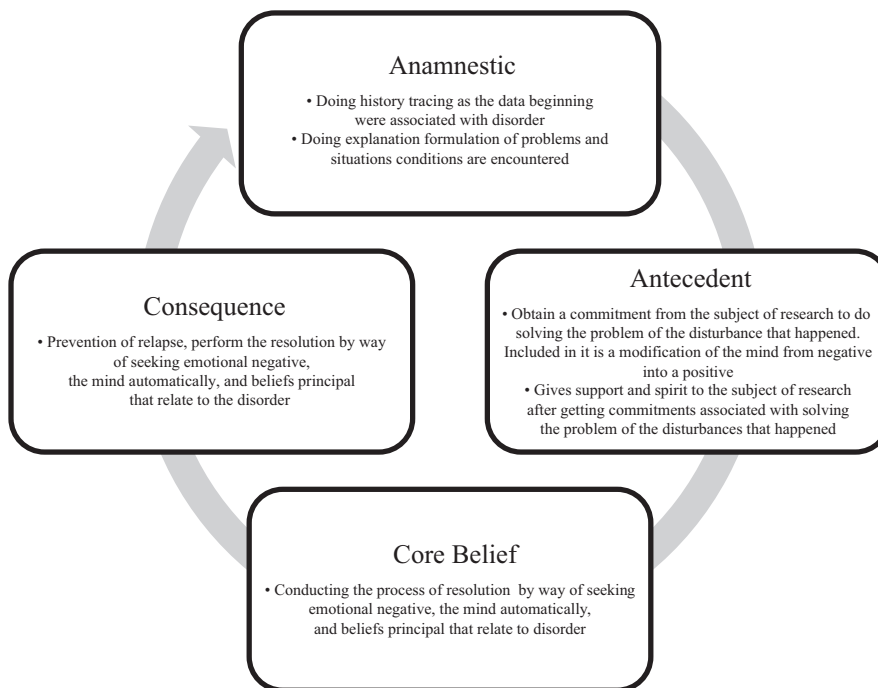 Anamnestic
• Doing history tracing as the data beginning
were associated with disorder
• Doing explanation formulation of problems and
situations conditions are encountered
Antecedent
• Obtain a commitment from the subject of research to do
solving the problem of the disturbance that happened.
Included in it is a modification of the mind from negative
into a positive
• Gives support and spirit to the subject of research
after getting commitments associated with solving
the problem of the disturbances that happened
Core Belief
• Conducting the process of resolution by way of seeking
emotional negative, the mind automatically,
and beliefs principal that relate to disorder
Consequence
• Prevention of relapse, perform the resolution by way
of seeking emotional negative,
the mind automatically, and beliefs principal
that relate to the disorder